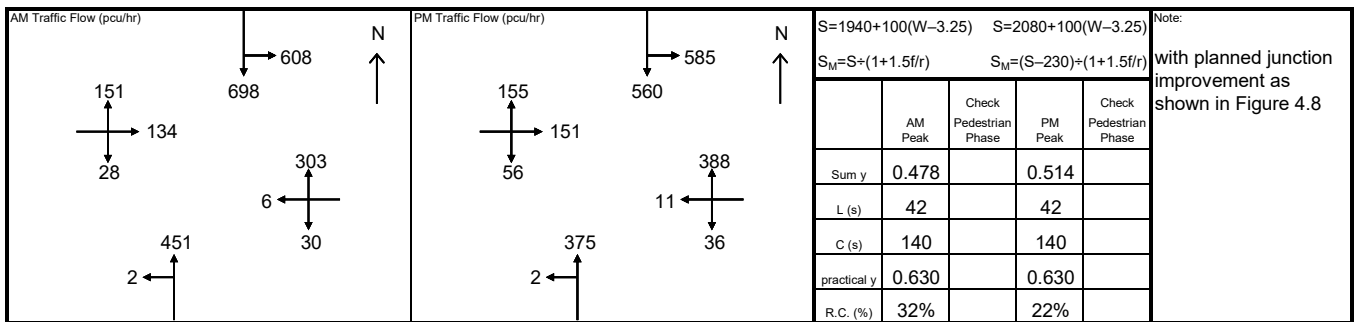 AM Traffic Flow (pcu/hr)
N
608
698
151
134
28
303
6
30
451
2
PM Traffic Flow (pcu/hr)
N
585
560
155
151
56
388
11
36
375
2
S=1940+100(W–3.25) S=2080+100(W–3.25)
S_M=S÷(1+1.5f/r) S_M=(S–230)÷(1+1.5f/r)
AM Peak Check Pedestrian Phase PM Peak Check Pedestrian Phase
Sum y 0.478 0.514
L (s) 42 42
C (s) 140 140
practical y 0.630 0.630
R.C. (%) 32% 22%
Note:
with planned junction
improvement as
shown in Figure 4.8